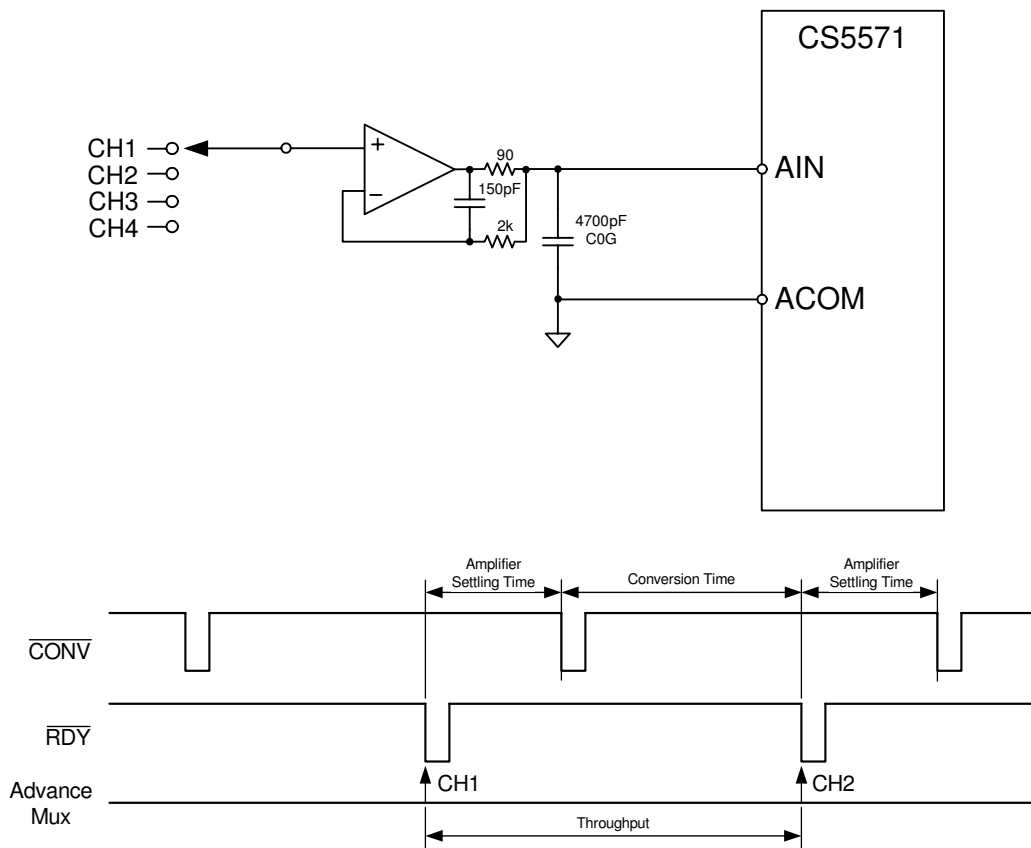 CS5571
CH1
CH2
CH3
CH4
+
−
90
150pF
2k
4700pF
C0G
AIN
ACOM
Amplifier
Settling Time
Conversion Time
Amplifier
Settling Time
CONV
RDY
Advance
Mux
CH1
CH2
Throughput